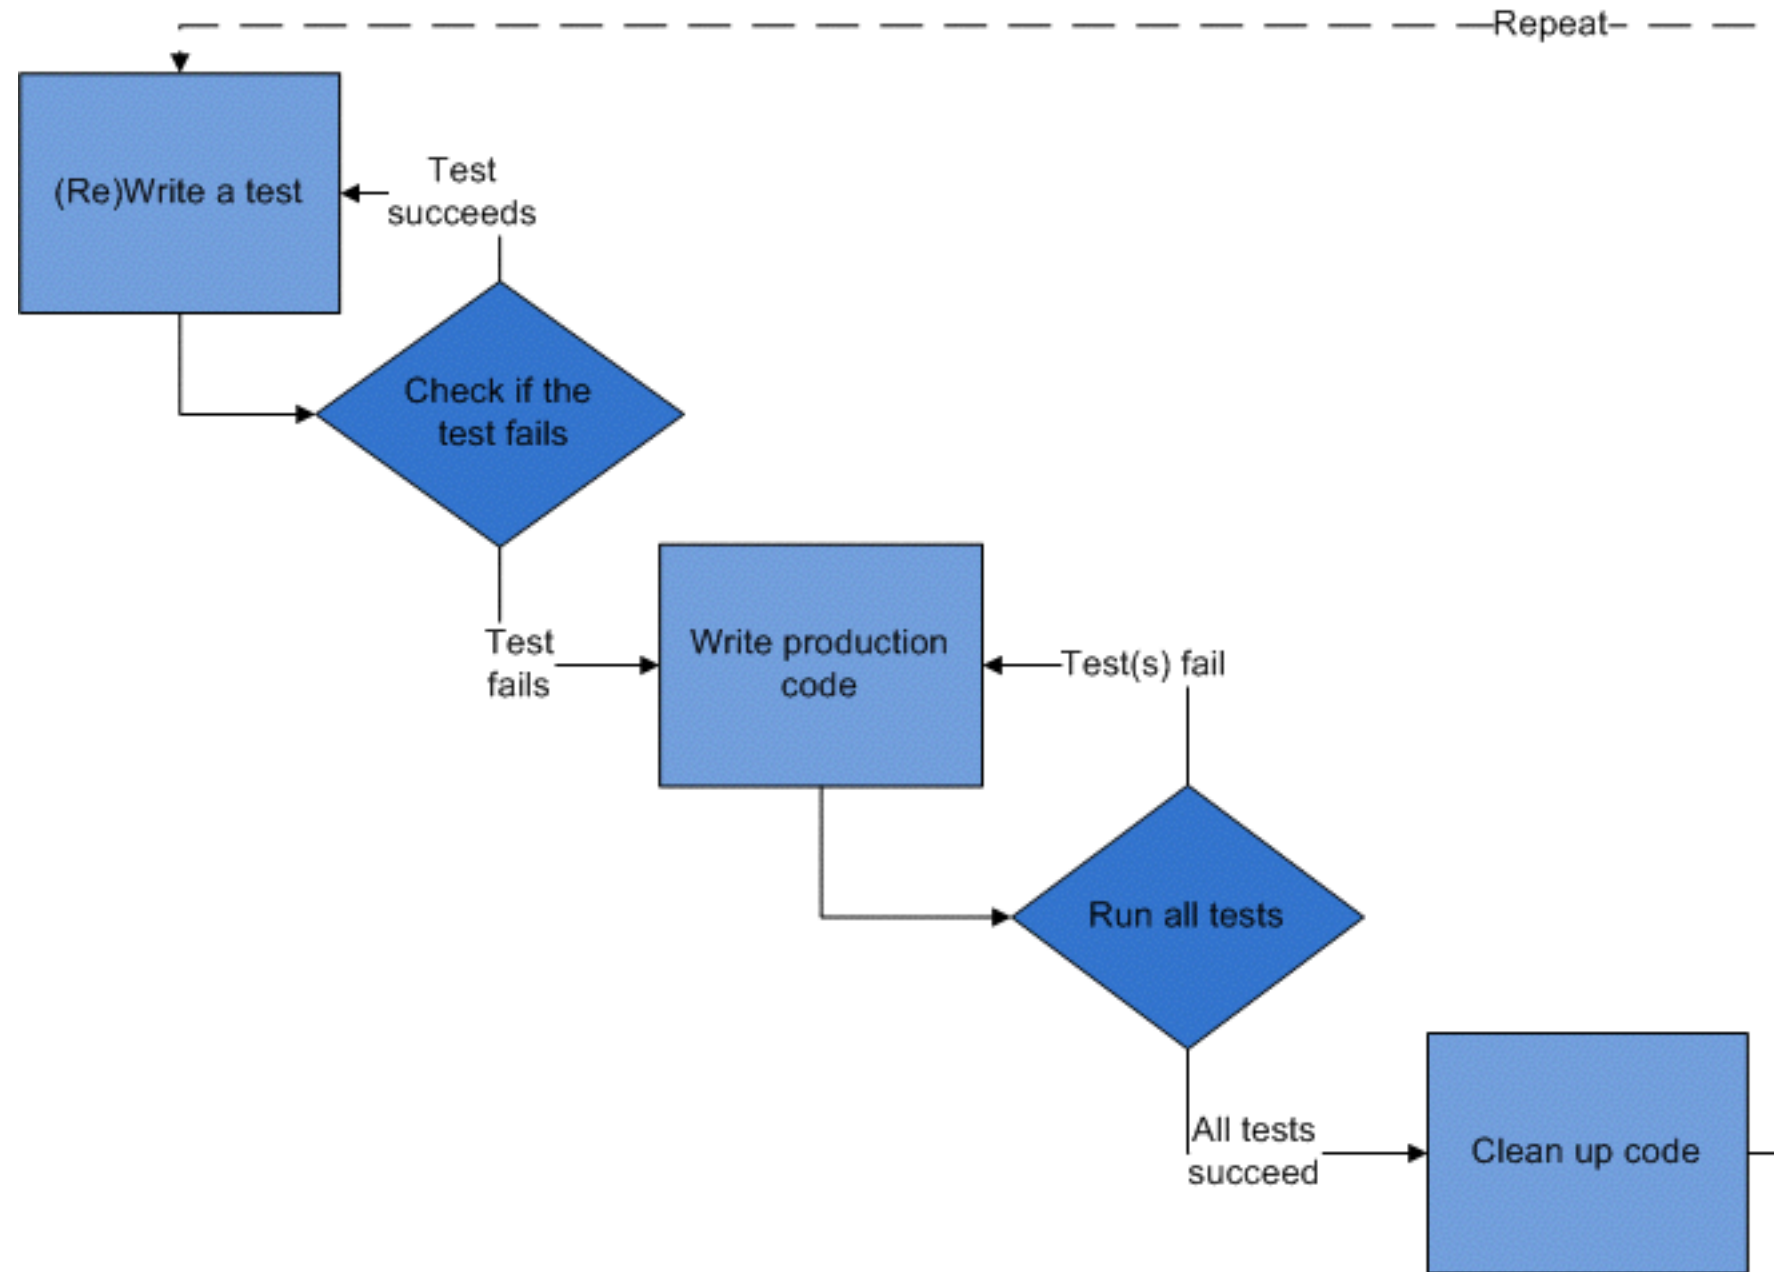 Repeat
(Re)Write a test
Test
succeeds
Check if the
test fails
Test
fails
Write production
code
Test(s) fail
Run all tests
All tests
succeed
Clean up code